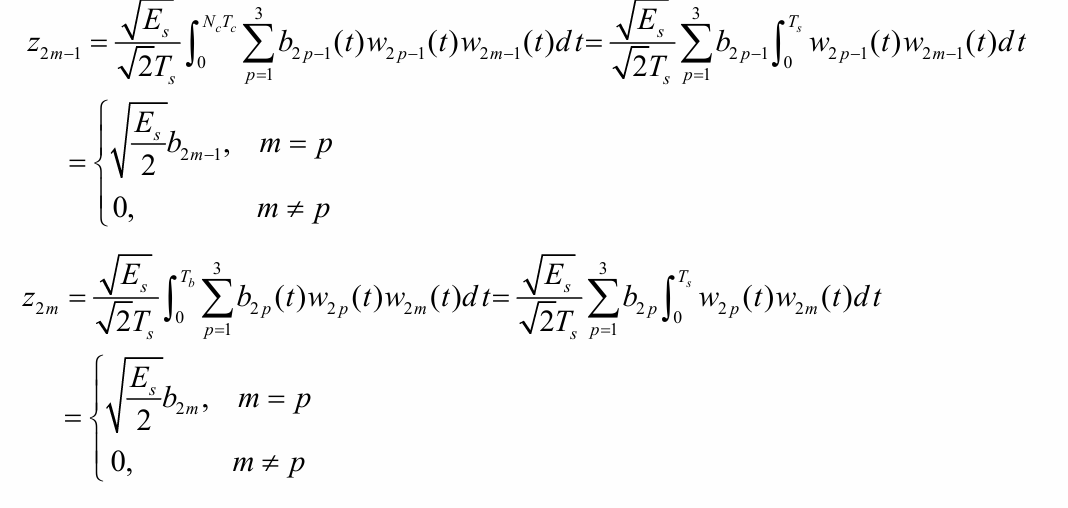 z_{2m-1} = \frac{\sqrt{E_s}}{\sqrt{2}T_s} \int_0^{N_cT_c} \sum_{p=1}^{3} b_{2p-1}(t)w_{2p-1}(t)w_{2m-1}(t)dt = \frac{\sqrt{E_s}}{\sqrt{2}T_s} \sum_{p=1}^{3} b_{2p-1} \int_0^{T_s} w_{2p-1}(t)w_{2m-1}(t)dt
= \begin{cases} \sqrt{\frac{E_s}{2}} b_{2m-1}, & m = p \\ 0, & m \neq p \end{cases}
z_{2m} = \frac{\sqrt{E_s}}{\sqrt{2}T_s} \int_0^{T_b} \sum_{p=1}^{3} b_{2p}(t)w_{2p}(t)w_{2m}(t)dt = \frac{\sqrt{E_s}}{\sqrt{2}T_s} \sum_{p=1}^{3} b_{2p} \int_0^{T_s} w_{2p}(t)w_{2m}(t)dt
= \begin{cases} \sqrt{\frac{E_s}{2}} b_{2m}, & m = p \\ 0, & m \neq p \end{cases}